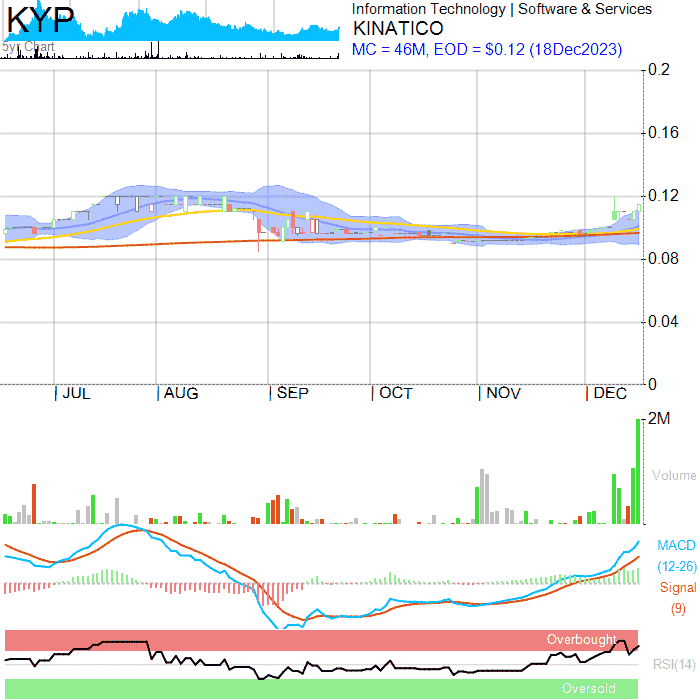 KYP
5yr Chart
Information Technology | Software & Services
KINATICO
MC = 46M, EOD = $0.12 (18Dec2023)
0.2
0.16
0.12
0.08
0.04
0
JUL
AUG
SEP
OCT
NOV
DEC
2M
Volume
MACD
(12-26)
Signal
(9)
Overbought
RSI(14)
Oversold